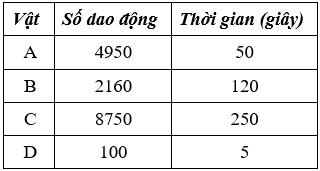 Vật Số dao động Thời gian (giây)
A 4950 50
B 2160 120
C 8750 250
D 100 5